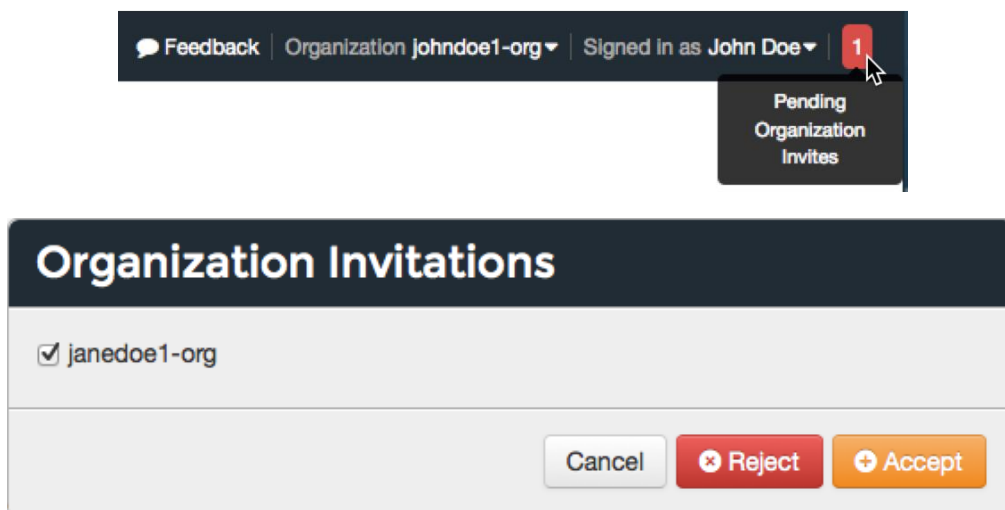 Feedback Organization johndoe1-org Signed in as John Doe 1
Pending
Organization
Invites
Organization Invitations
janedoe1-org
Cancel Reject Accept